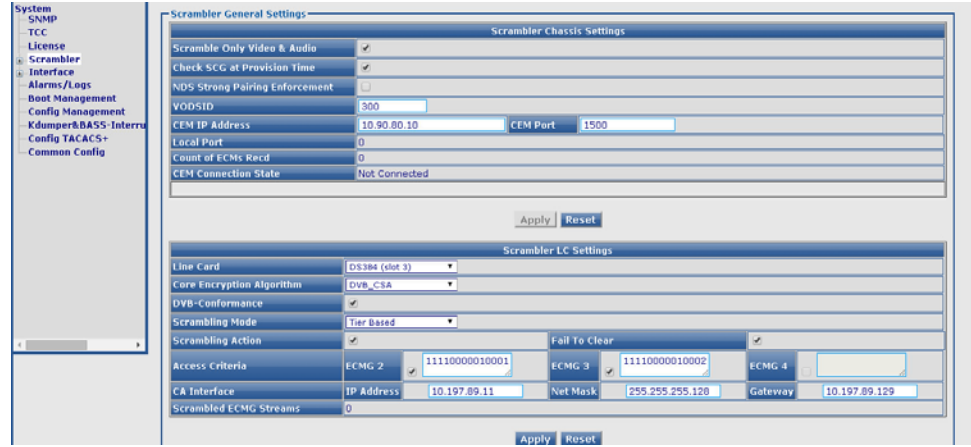 System
SNMP
TCC
License
Scrambler
Interface
Alarms/Logs
Boot Management
Config Management
Kdumper&BASS-Interru
Config TACACS+
Common Config
Scrambler General Settings
Scrambler Chassis Settings
Scramble Only Video & Audio
Check SCG at Provision Time
NDS Strong Pairing Enforcement
VODSID 300
CEM IP Address 10.90.80.10 CEM Port 1500
Local Port 0
Count of ECMs Recd 0
CEM Connection State Not Connected
Apply Reset
Scrambler LC Settings
Line Card DS384 (slot 3)
Core Encryption Algorithm DVB_CSA
DVB-Conformance
Scrambling Mode Tier Based
Scrambling Action Fail To Clear
Access Criteria ECMG 2 11110000010001 ECMG 3 11110000010002 ECMG 4
CA Interface IP Address 10.197.89.11 Net Mask 255.255.255.128 Gateway 10.197.89.129
Scrambled ECMG Streams 0
Apply Reset